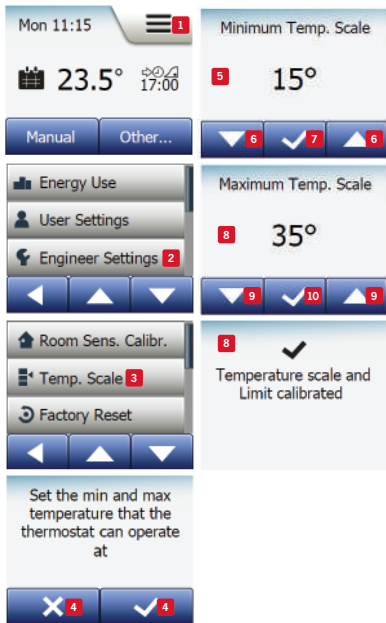 Mon 11:15
1
23.5°
17:00
Manual
Other...
Energy Use
User Settings
Engineer Settings 2
Room Sens. Calibr.
Temp. Scale 3
Factory Reset
Set the min and max
temperature that the
thermostat can operate
at
4
4
Minimum Temp. Scale
5
15°
6
7
6
Maximum Temp. Scale
8
35°
9
10
9
8
Temperature scale and
Limit calibrated